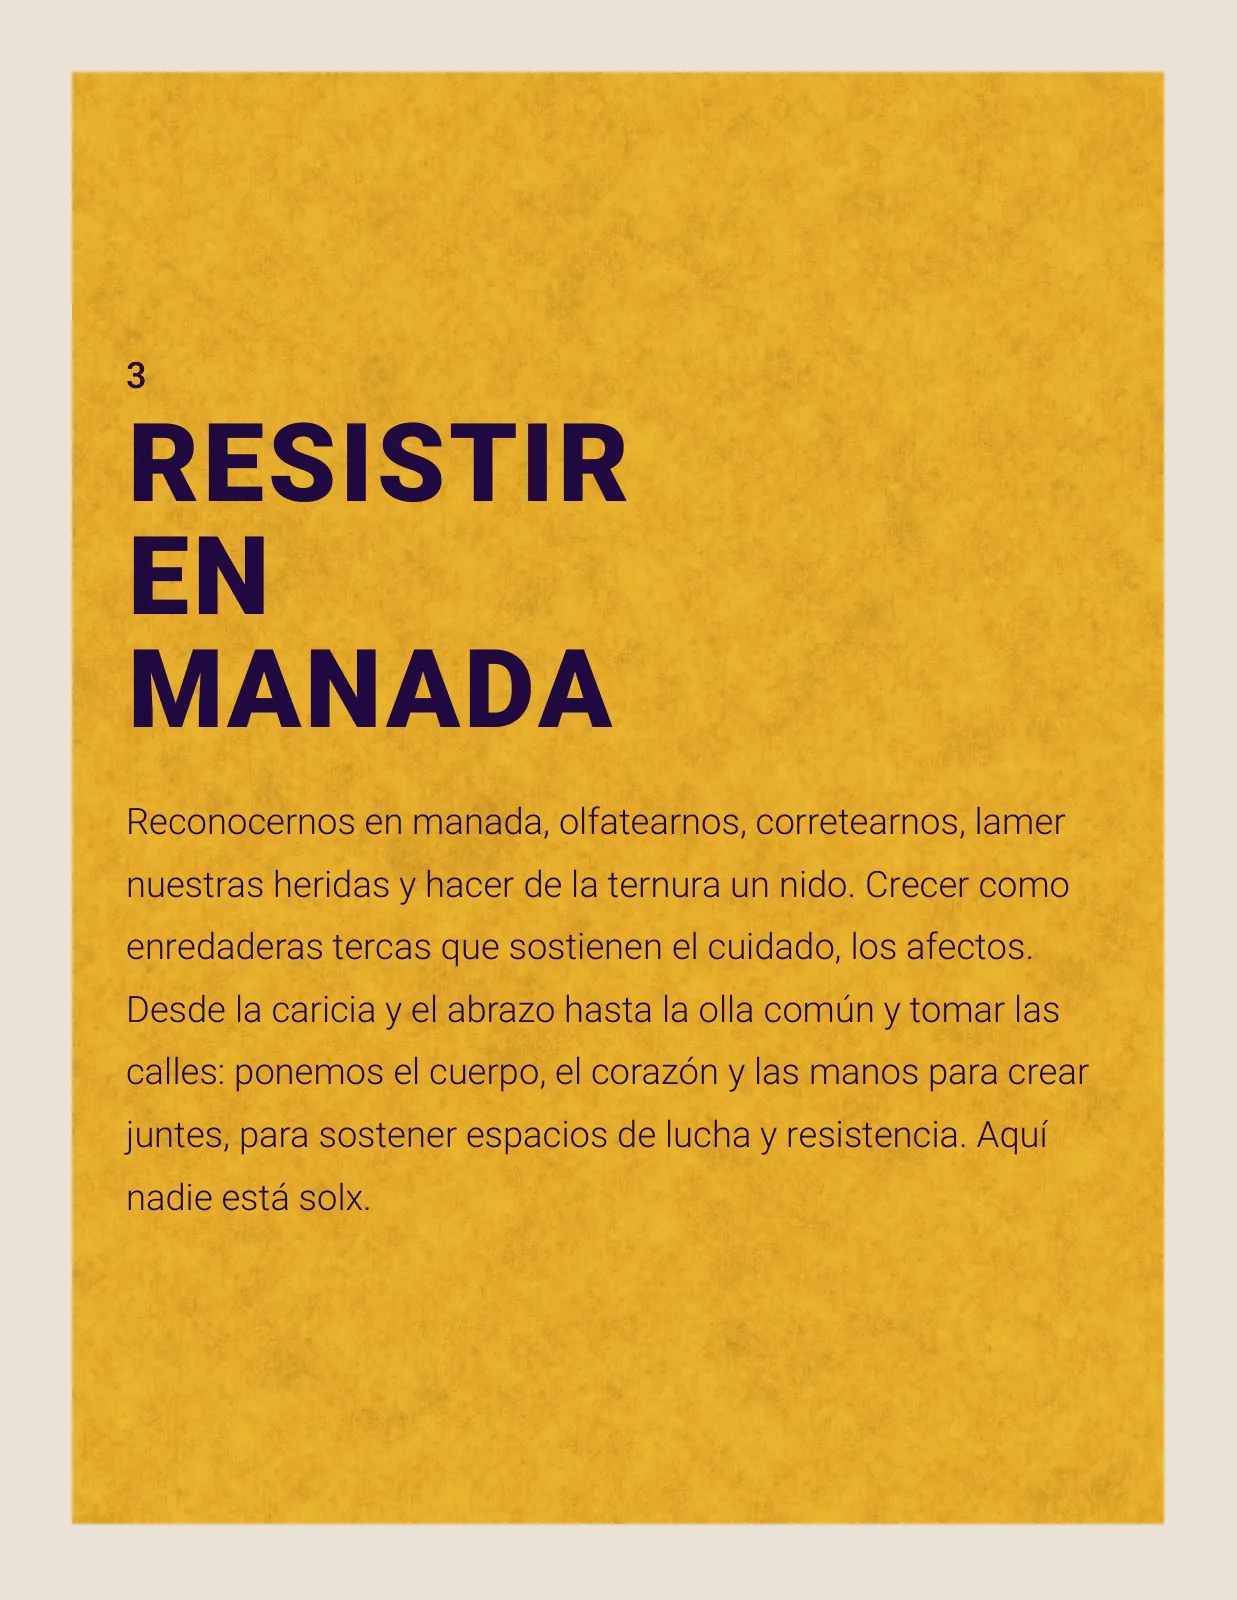 3
RESISTIR
EN
MANADA
Reconocernos en manada, olfatearnos, corretearnos, lamer
nuestras heridas y hacer de la ternura un nido. Crecer como
enredaderas tercas que sostienen el cuidado, los afectos.
Desde la caricia y el abrazo hasta la olla común y tomar las
calles: ponemos el cuerpo, el corazón y las manos para crear
juntes, para sostener espacios de lucha y resistencia. Aquí
nadie está solx.